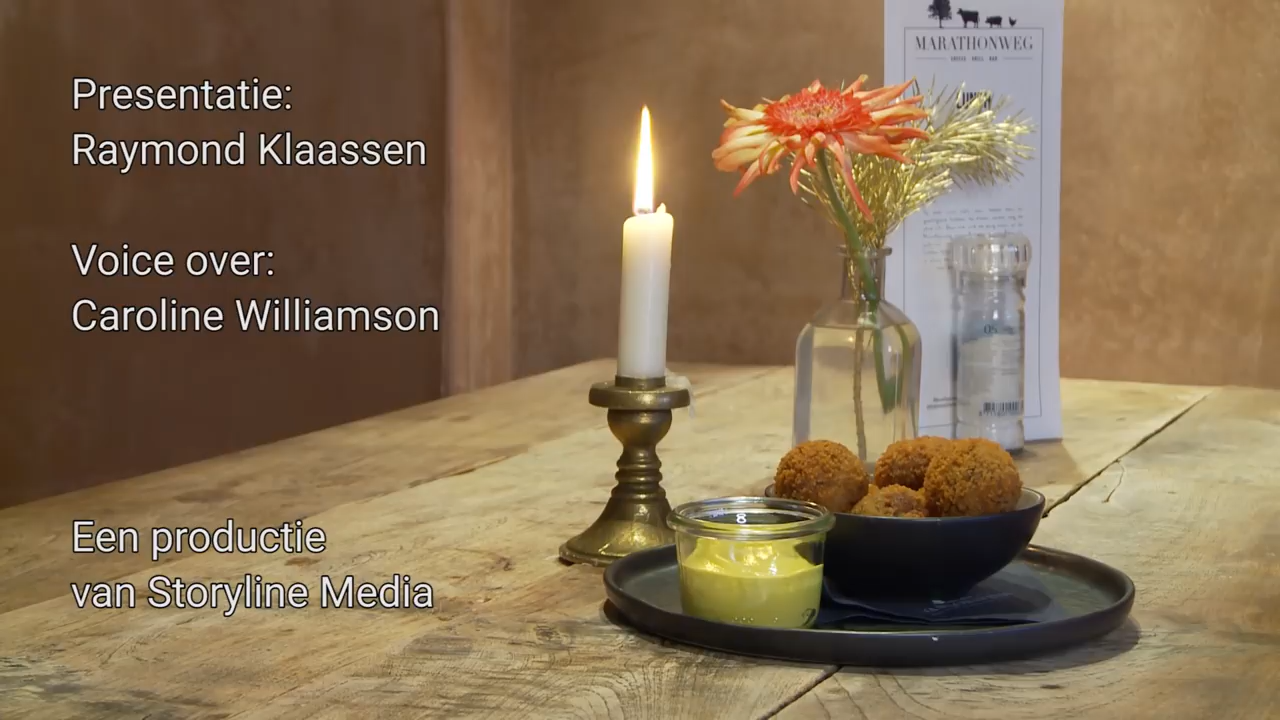 Presentatie:
Raymond Klaassen
Voice over:
Caroline Williamson
Een productie
van Storyline Media
MARATHONWEG